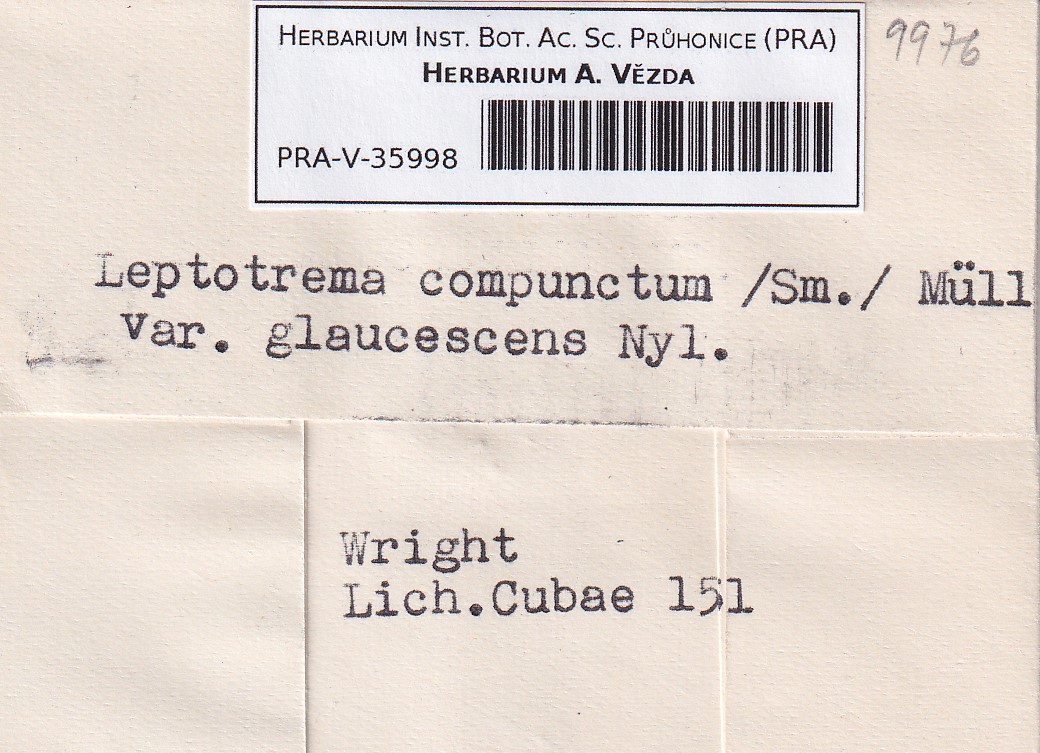 HERBARIUM INST. BOT. AC. SC. PRŮHONICE (PRA)
HERBARIUM A. VĚZDA
PRA-V-35998
9976
Leptotrema compunctum /Sm./ Müll
Var. glaucescens Nyl.
Wright
Lich.Cubae 151